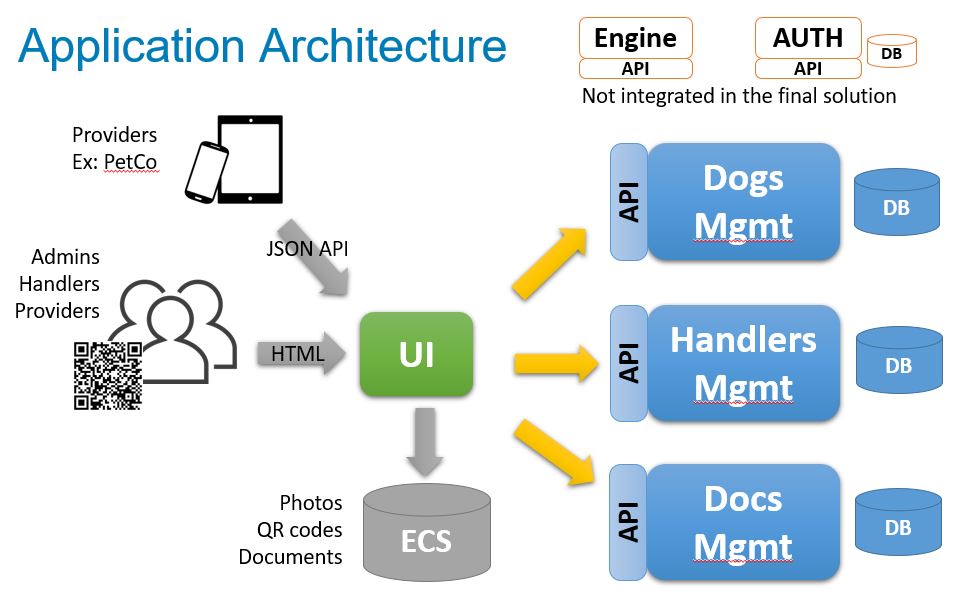 Application Architecture
Engine
API
AUTH
API
DB
Not integrated in the final solution
Providers
Ex: PetCo
JSON API
Admins
Handlers
Providers
HTML
UI
Photos
QR codes
Documents
ECS
API
Dogs
Mgmt
DB
API
Handlers
Mgmt
DB
API
Docs
Mgmt
DB